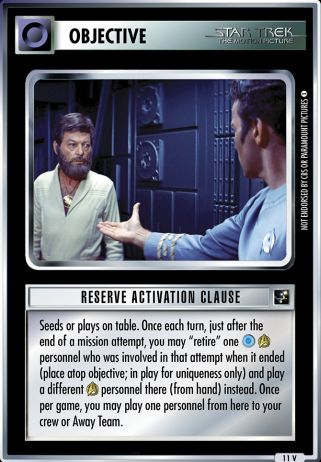 OBJECTIVE
STAR TREK
THE MOTION PICTURE
NOT ENDORSED BY CBS OR PARAMOUNT PICTURES
RESERVE ACTIVATION CLAUSE
Seeds or plays on table. Once each turn, just after the
end of a mission attempt, you may "retire" one
personnel who was involved in that attempt when it ended
(place atop objective; in play for uniqueness only) and
play a different personnel there (from hand) instead. Once
per game, you may play one personnel from here to your
crew or Away Team.
11 V